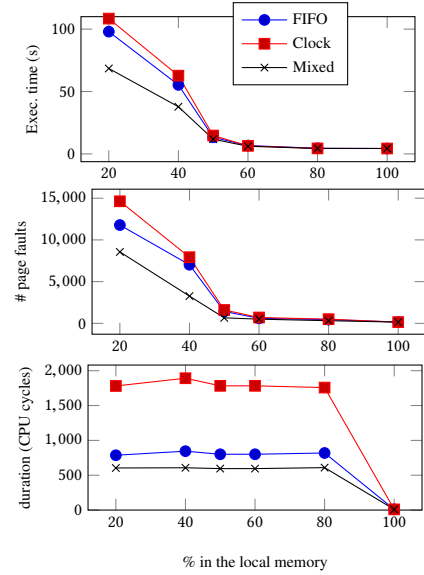 FIFO
Clock
Mixed
Exec. time (s)
100
50
0
20 40 60 80 100
# page faults
15,000
10,000
5,000
0
20 40 60 80 100
duration (CPU cycles)
2,000
1,500
1,000
500
0
20 40 60 80 100
% in the local memory